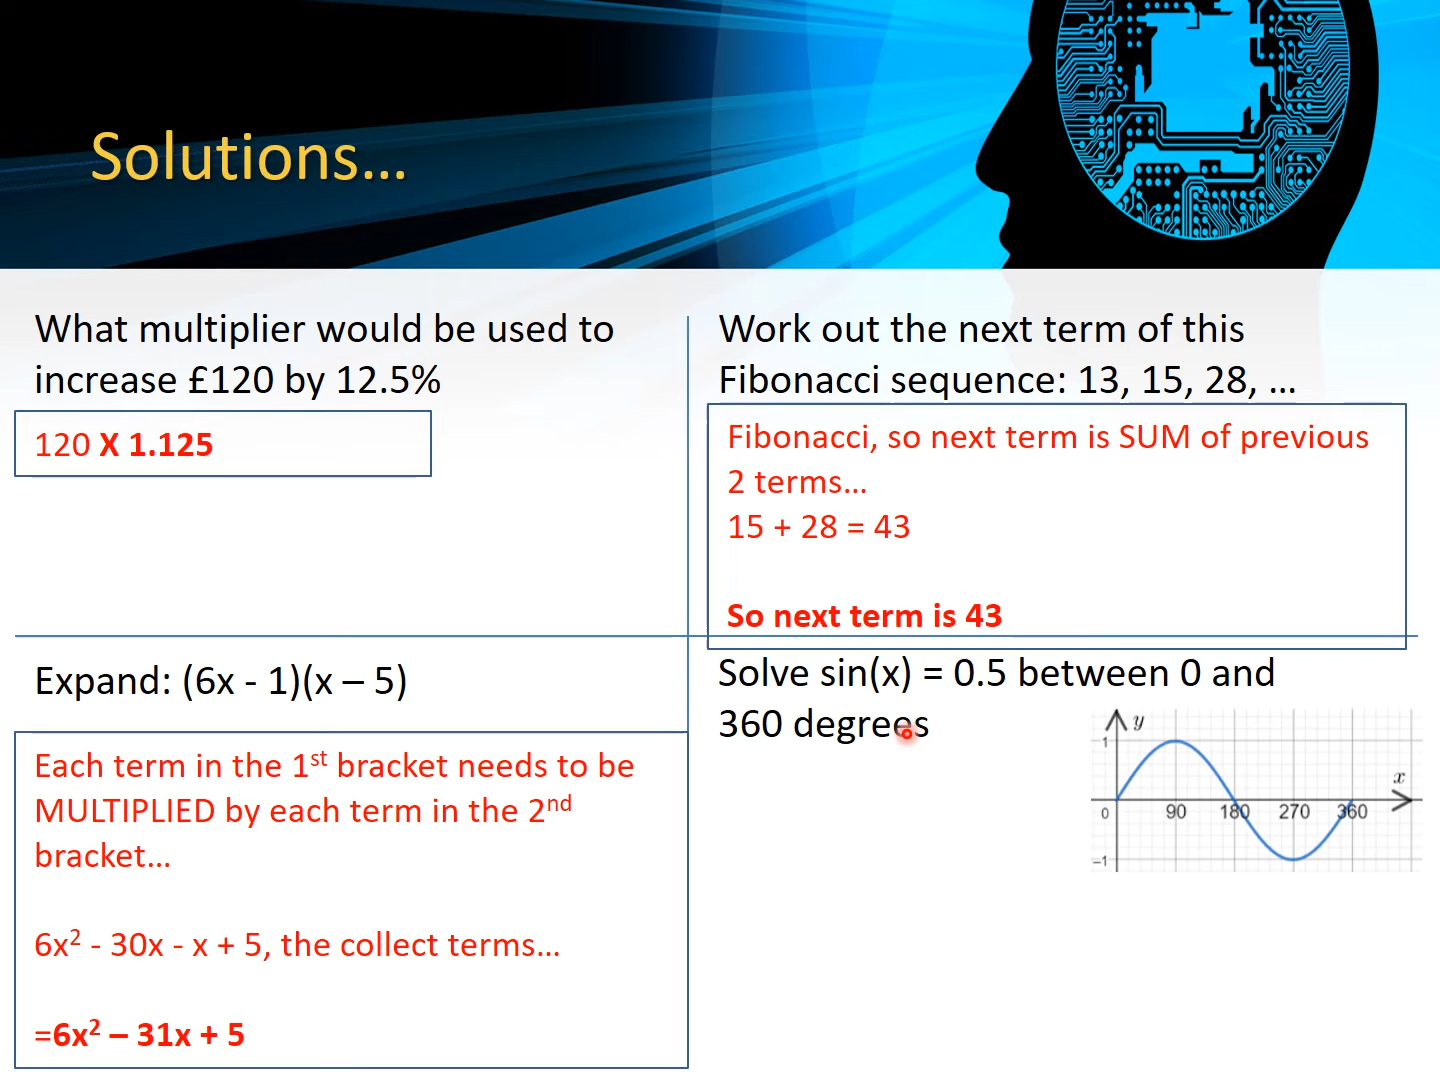 Solutions...
What multiplier would be used to
increase £120 by 12.5%
120 X 1.125
Work out the next term of this
Fibonacci sequence: 13, 15, 28, ...
Fibonacci, so next term is SUM of previous
2 terms...
15 + 28 = 43
So next term is 43
Expand: (6x - 1)(x – 5)
Each term in the 1st bracket needs to be
MULTIPLIED by each term in the 2nd
bracket...
6x² - 30x - x + 5, the collect terms...
=6x² – 31x + 5
Solve sin(x) = 0.5 between 0 and
360 degrees
y
1
x
0 90 180 270 360
-1